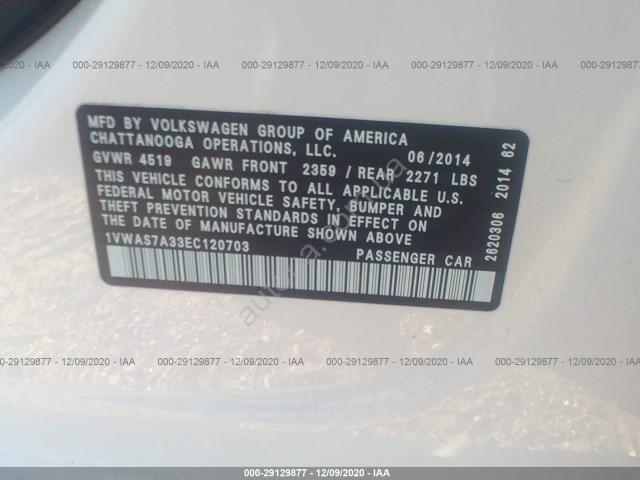 000-29129877 - 12/09/2020 - IAA
MFD BY VOLKSWAGEN GROUP OF AMERICA
CHATTANOOGA OPERATIONS, LLC. 06/2014
GVWR 4519 GAWR FRONT 2359 / REAR 2271 LBS
THIS VEHICLE CONFORMS TO ALL APPLICABLE U.S.
FEDERAL MOTOR VEHICLE SAFETY, BUMPER AND
THEFT PREVENTION STANDARDS IN EFFECT ON
THE DATE OF MANUFACTURE SHOWN ABOVE
1VWAS7A33EC120703 PASSENGER CAR
2620306 2014 62
000-29129877 - 12/09/2020 - IAA
000-29129877 - 12/09/2020 - IAA